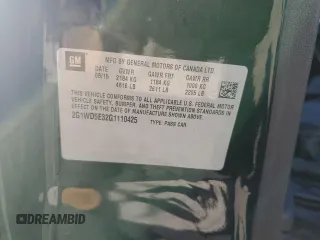 GM
MFD BY GENERAL MOTORS OF CANADA LTD.
08/15 GVWR GAWR FRT GAWR RR
2184 KG 1184 KG 1000 KG
4815 LB 2611 LB 2205 LB
THIS VEHICLE CONFORMS TO ALL APPLICABLE U.S. FEDERAL MOTOR VEHICLE
SAFETY, BUMPER, AND THEFT PREVENTION STANDARDS
IN EFFECT ON THE DATE OF MANUFACTURE SHOWN ABOVE.
2G1WD5E32G1110425
TYPE: PASS CAR
DREAMBID